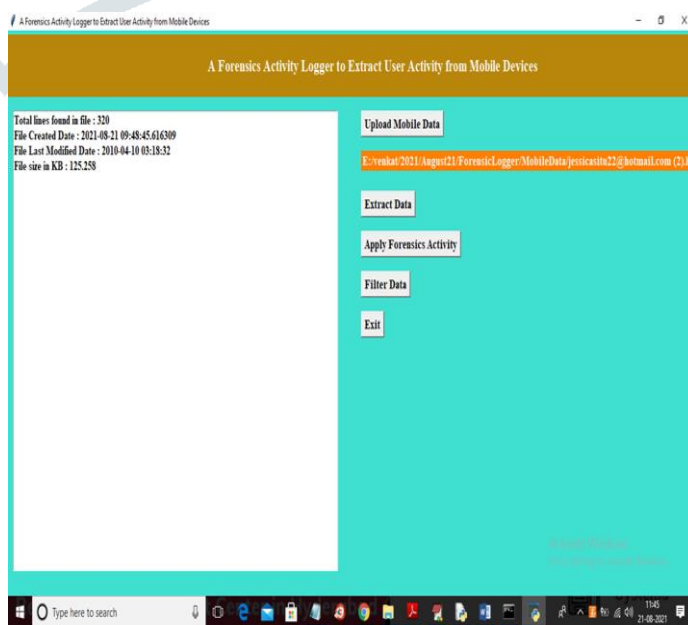 A Forensics Activity Logger to Extract User Activity from Mobile Devices
A Forensics Activity Logger to Extract User Activity from Mobile Devices
Total lines found in file : 320
File Created Date : 2021-08-21 09:48:45.616309
File Last Modified Date : 2010-04-10 03:18:32
File size in KB : 125.258
Upload Mobile Data
E:/venkat/2021/August21/ForensicLogger/MobileData/jessicasitu22@hotmail.com (2).l
Extract Data
Apply Forensics Activity
Filter Data
Exit
Type here to search
11:45
21-08-2021